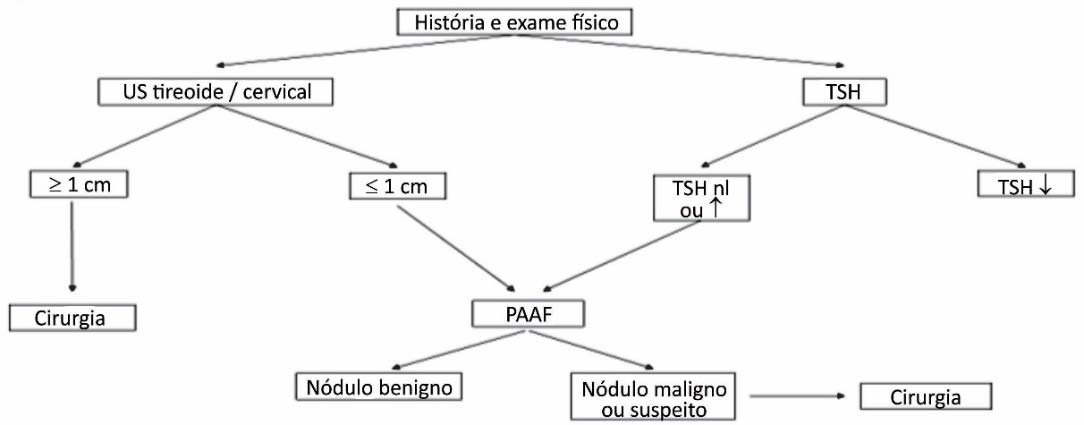 História e exame físico
US tireoide / cervical
TSH
≥ 1 cm
≤ 1 cm
TSH nl
ou ↑
TSH ↓
Cirurgia
PAAF
Nódulo benigno
Nódulo maligno
ou suspeito
Cirurgia